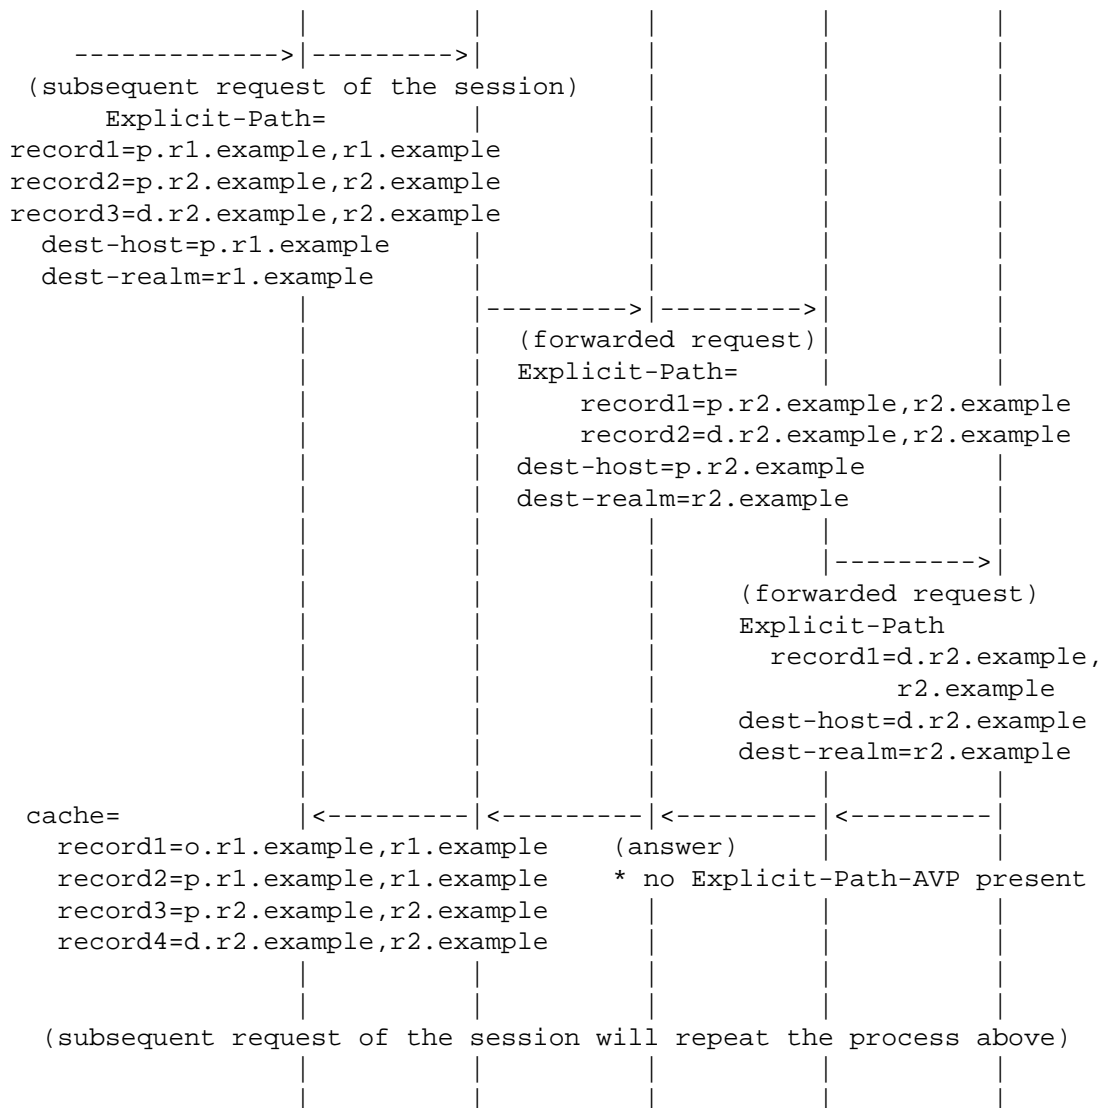 ------------->|--------->|
(subsequent request of the session)
Explicit-Path=
record1=p.r1.example,r1.example
record2=p.r2.example,r2.example
record3=d.r2.example,r2.example
dest-host=p.r1.example
dest-realm=r1.example
|--------->|--------->|
(forwarded request)
Explicit-Path=
record1=p.r2.example,r2.example
record2=d.r2.example,r2.example
dest-host=p.r2.example
dest-realm=r2.example
|--------->|
(forwarded request)
Explicit-Path
record1=d.r2.example,
r2.example
dest-host=d.r2.example
dest-realm=r2.example
cache= |<---------|<---------|<---------|<---------|
record1=o.r1.example,r1.example (answer)
record2=p.r1.example,r1.example * no Explicit-Path-AVP present
record3=p.r2.example,r2.example
record4=d.r2.example,r2.example
(subsequent request of the session will repeat the process above)